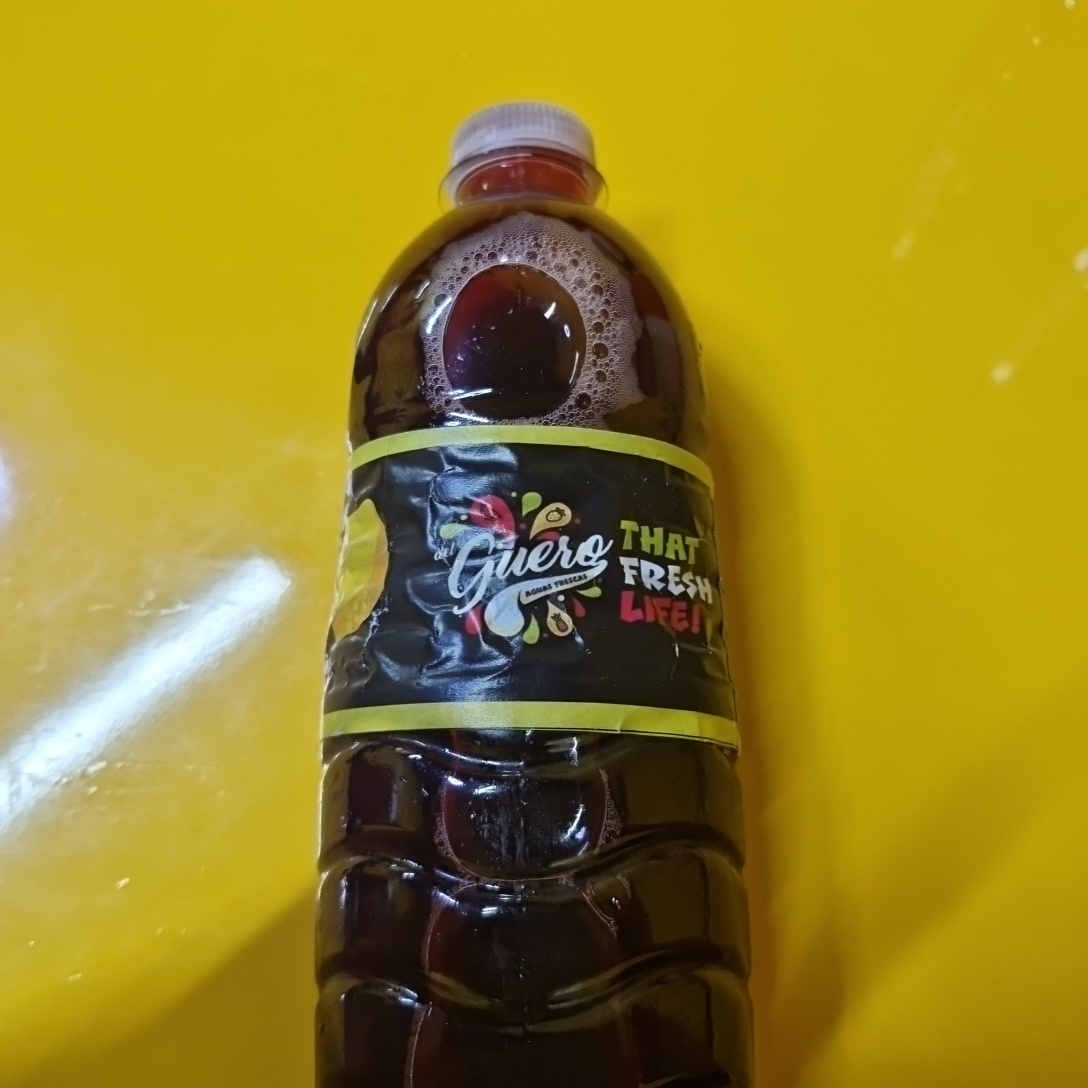 del
Guero
AGUAS FRESCAS
THAT
FRESH
LIFE!